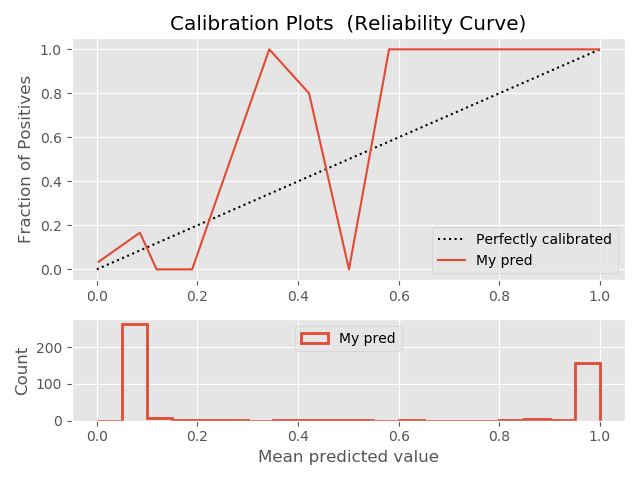 Calibration Plots  (Reliability Curve)
1.0
0.8
0.6
0.4
0.2
0.0
Fraction of Positives
Perfectly calibrated
My pred
0.0 0.2 0.4 0.6 0.8 1.0
My pred
200
100
0
Count
0.0 0.2 0.4 0.6 0.8 1.0
Mean predicted value